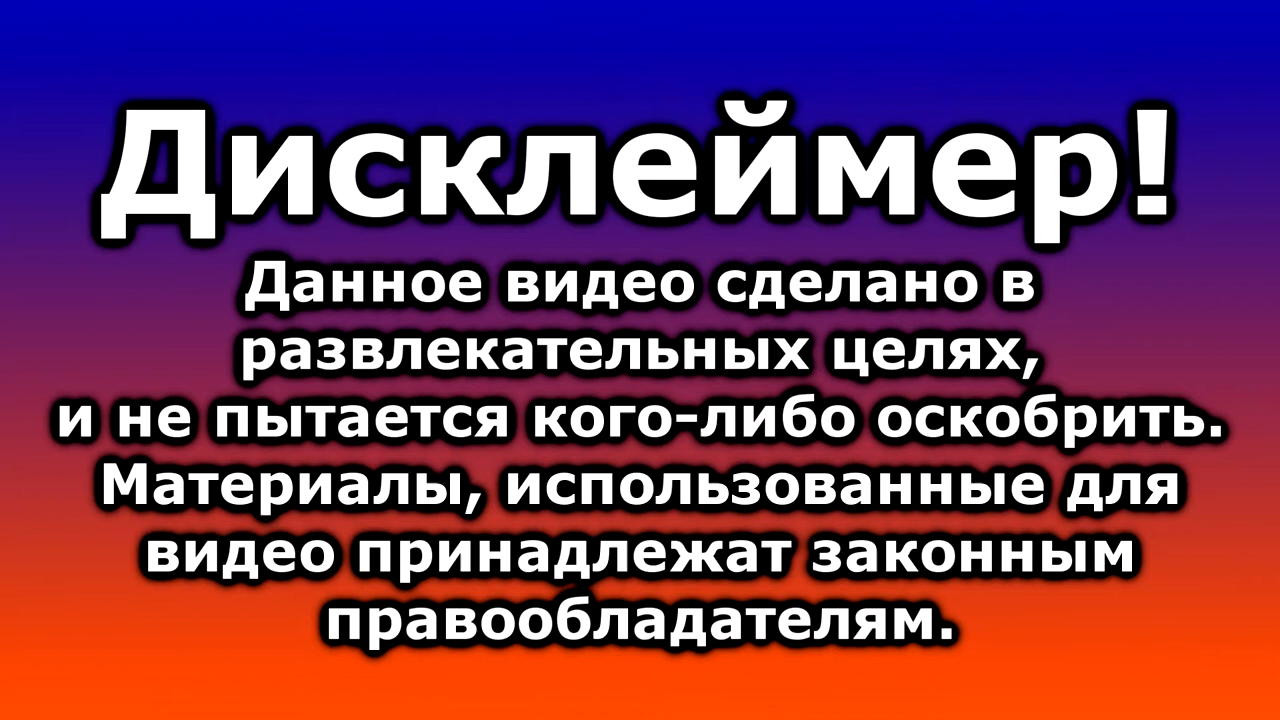 Дисклеймер!
Данное видео сделано в
развлекательных целях,
и не пытается кого-либо оскобрить.
Материалы, использованные для
видео принадлежат законным
правообладателям.